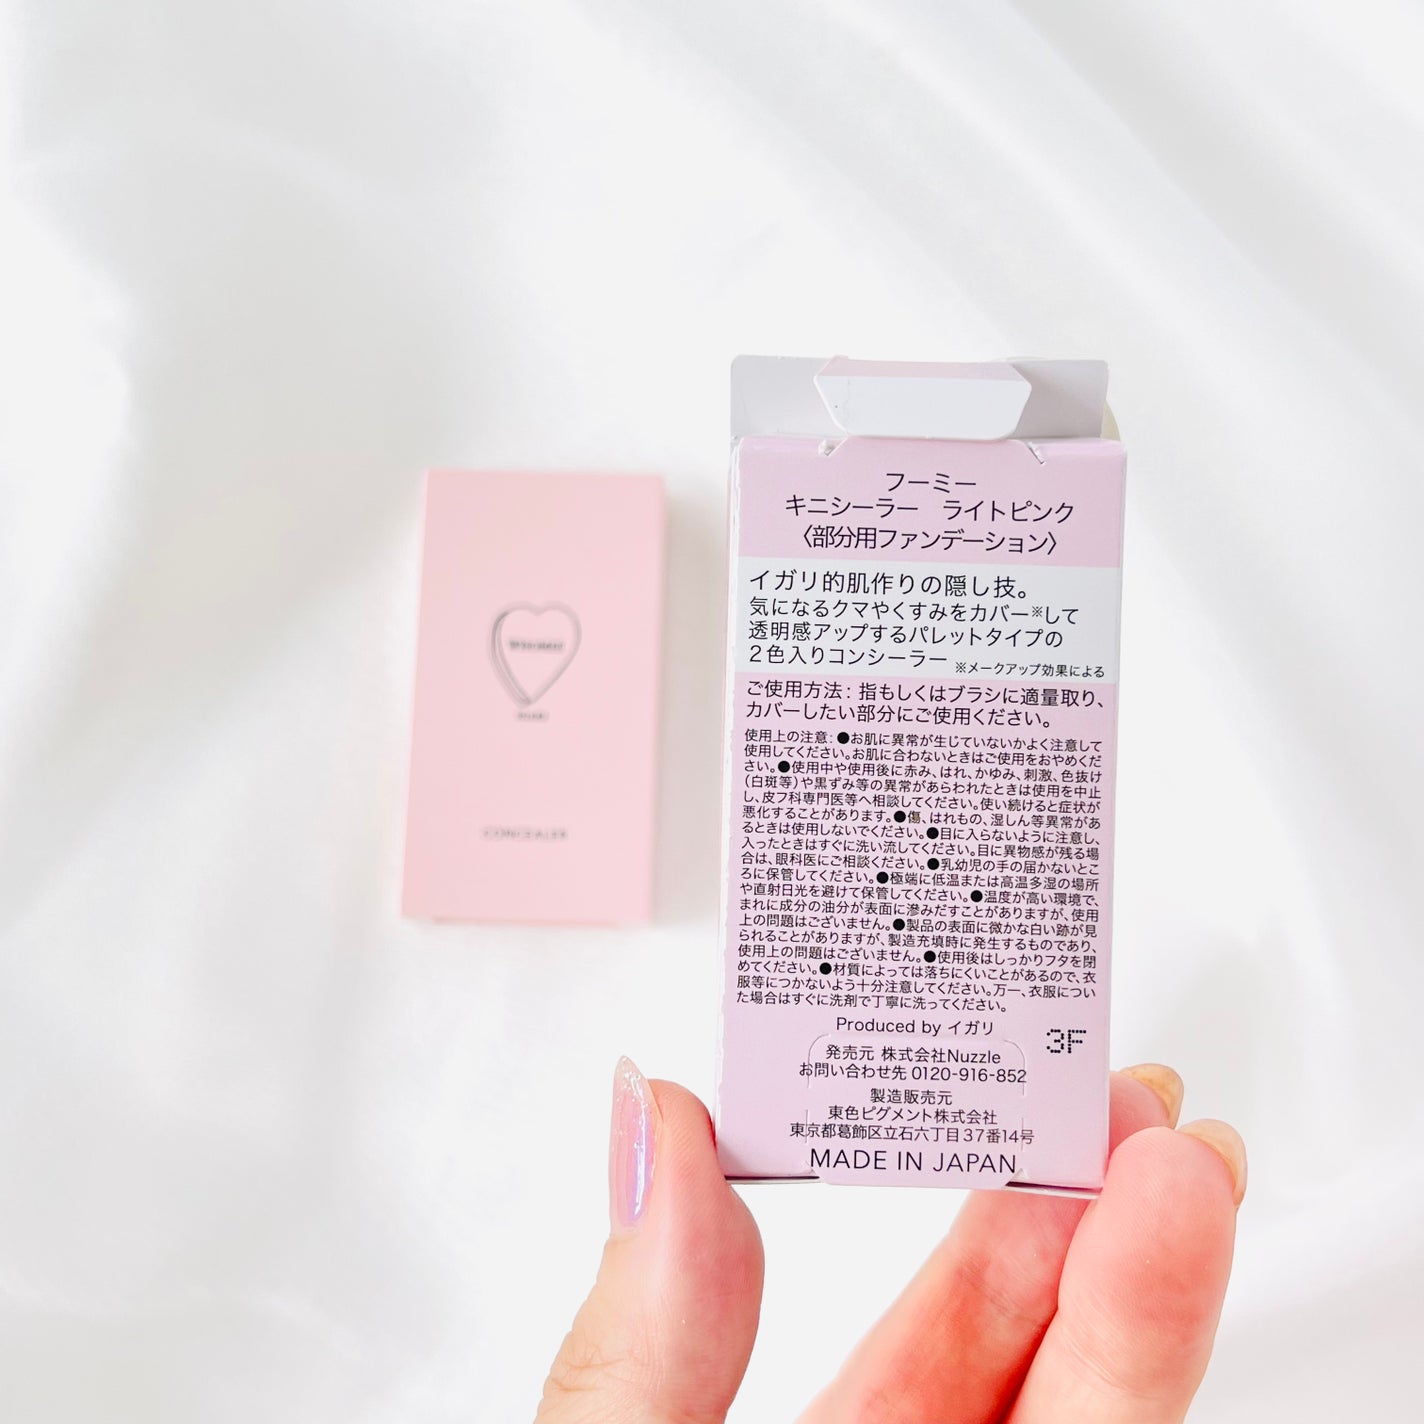 CONCEALER
フーミー
キニシーラー　ライトピンク
〈部分用ファンデーション〉
イガリ的肌作りの隠し技。
気になるクマやくすみをカバー※して
透明感アップするパレットタイプの
2色入りコンシーラー ※メークアップ効果による
ご使用方法：指もしくはブラシに適量取り、
カバーしたい部分にご使用ください。
使用上の注意：●お肌に異常が生じていないかよく注意して
使用してください。お肌に合わないときはご使用をおやめくだ
さい。●使用中や使用後に赤み、はれ、かゆみ、刺激、色抜け
（白斑等）や黒ずみ等の異常があらわれたときは使用を中止
し、皮フ科専門医等へ相談してください。使い続けると症状が
悪化することがあります。●傷、はれもの、湿しん等異常があ
るときは使用しないでください。●目に入らないように注意し、
入ったときはすぐに洗い流してください。目に異物感が残る場
合は、眼科医にご相談ください。●乳幼児の手の届かないとこ
ろに保管してください。●極端に低温または高温多湿の場所
や直射日光を避けて保管してください。●温度が高い環境で、
まれに成分の油分が表面に滲みだすことがありますが、使用
上の問題はございません。●製品の表面に微かな白い跡が見
られることがありますが、製造充填時に発生するものであり、
使用上の問題はございません。●使用後はしっかりフタを閉
めてください。●材質によっては落ちにくいことがあるので、衣
服等につかないよう十分注意してください。万一、衣服につい
た場合はすぐに洗剤で丁寧に洗ってください。
Produced by イガリ
3F
発売元 株式会社Nuzzle
お問い合わせ先 0120-916-852
製造販売元
東色ピグメント株式会社
東京都葛飾区立石六丁目37番14号
MADE IN JAPAN